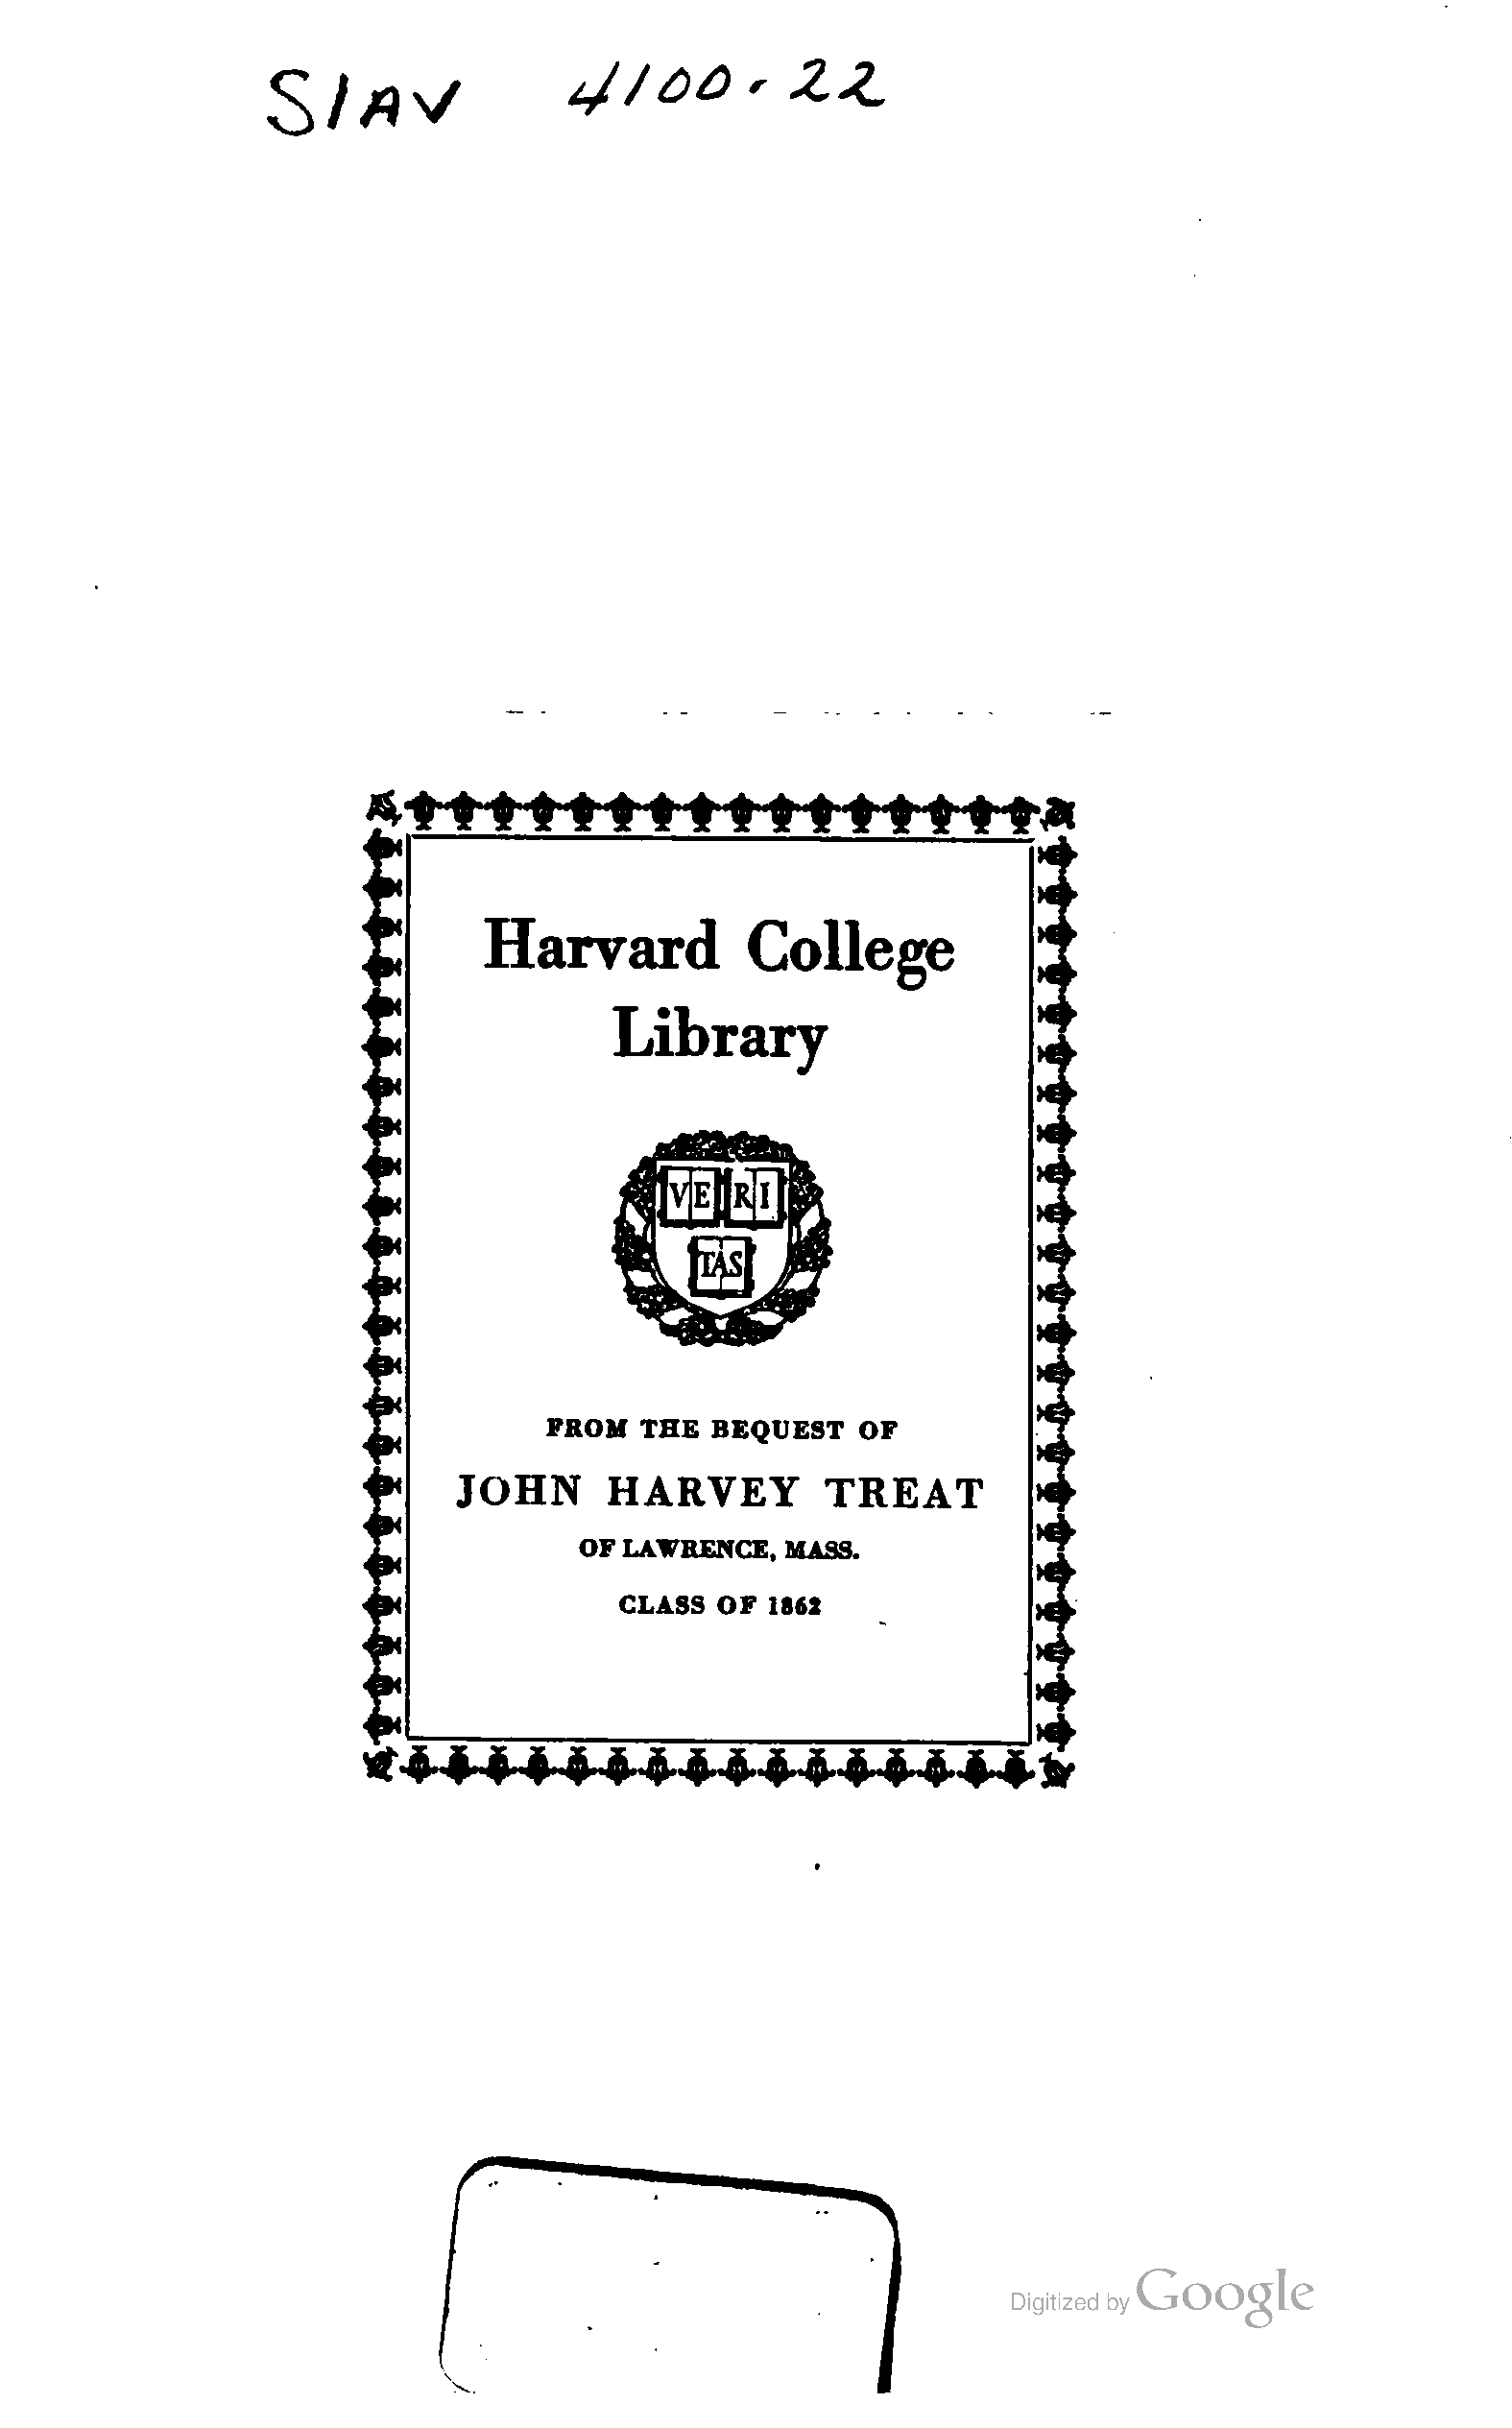 SlAV 4100.22
Harvard College
Library
VE RI
TAS
FROM THE BEQUEST OF
JOHN HARVEY TREAT
OF LAWRENCE, MASS.
CLASS OF 1862
Digitized by Google